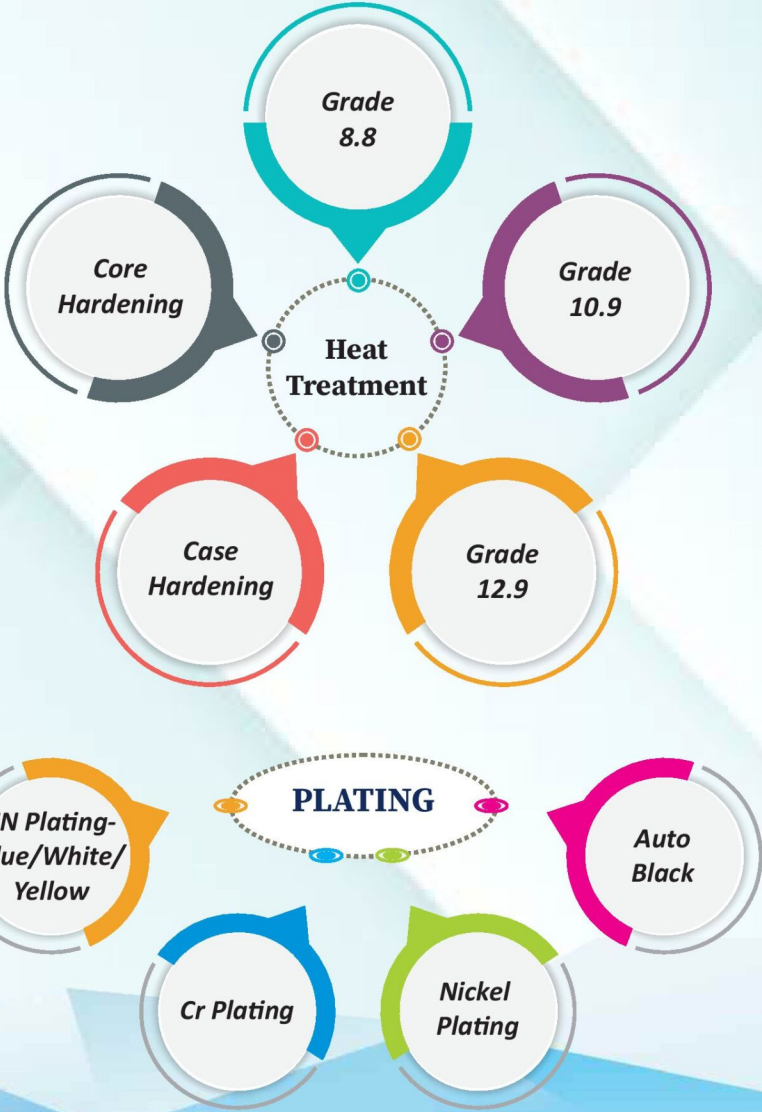 Grade
8.8
Core
Hardening
Grade
10.9
Heat
Treatment
Case
Hardening
Grade
12.9
PLATING
Plating-
/White/
Yellow
Auto
Black
Cr Plating
Nickel
Plating